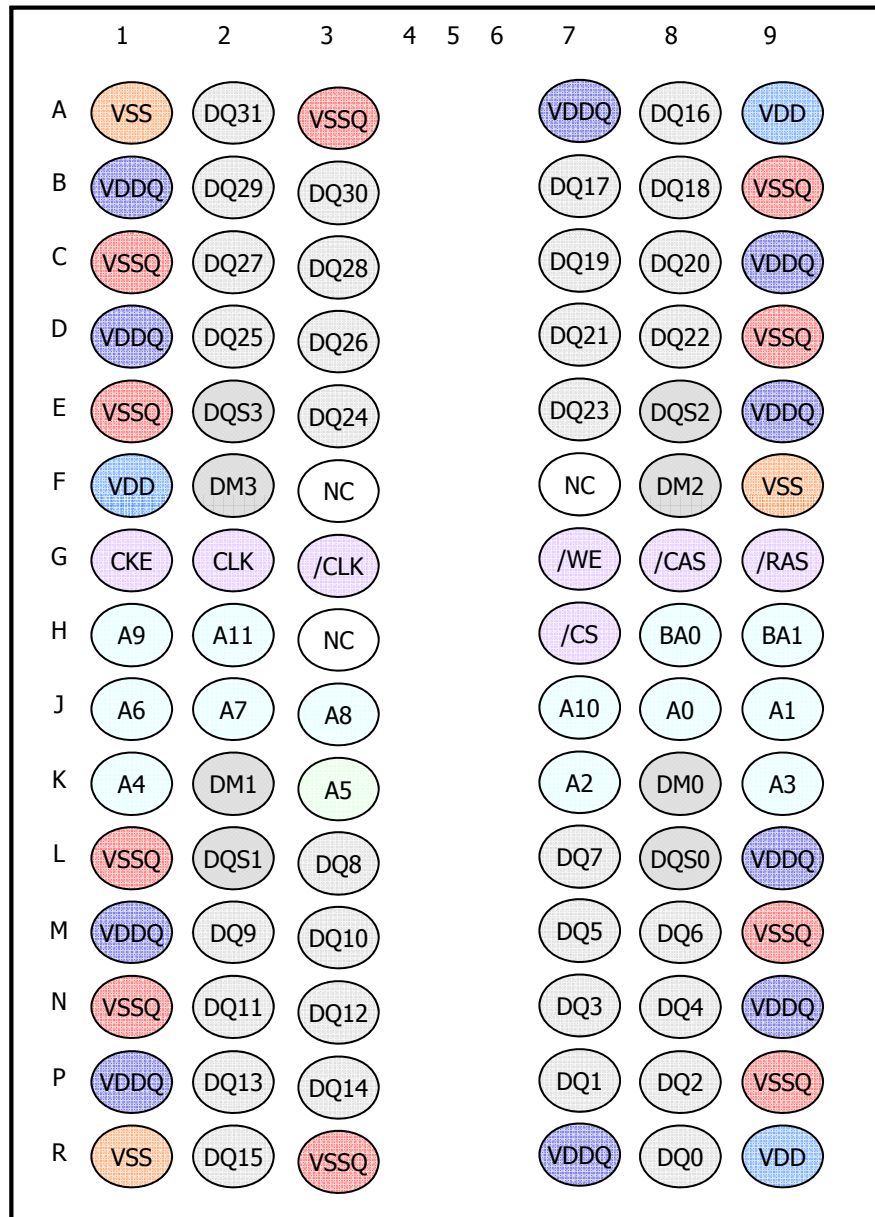 1 2 3 4 5 6 7 8 9
A VSS DQ31 VSSQ VDDQ DQ16 VDD
B VDDQ DQ29 DQ30 DQ17 DQ18 VSSQ
C VSSQ DQ27 DQ28 DQ19 DQ20 VDDQ
D VDDQ DQ25 DQ26 DQ21 DQ22 VSSQ
E VSSQ DQS3 DQ24 DQ23 DQS2 VDDQ
F VDD DM3 NC NC DM2 VSS
G CKE CLK /CLK /WE /CAS /RAS
H A9 A11 NC /CS BA0 BA1
J A6 A7 A8 A10 A0 A1
K A4 DM1 A5 A2 DM0 A3
L VSSQ DQS1 DQ8 DQ7 DQS0 VDDQ
M VDDQ DQ9 DQ10 DQ5 DQ6 VSSQ
N VSSQ DQ11 DQ12 DQ3 DQ4 VDDQ
P VDDQ DQ13 DQ14 DQ1 DQ2 VSSQ
R VSS DQ15 VSSQ VDDQ DQ0 VDD